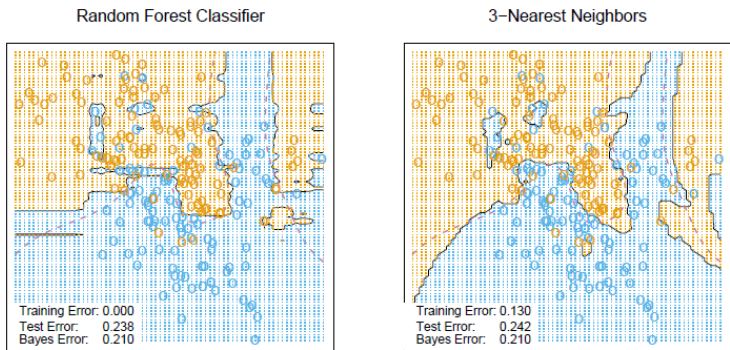 Random Forest Classifier
3−Nearest Neighbors
Training Error: 0.000
Test Error: 0.238
Bayes Error: 0.210
Training Error: 0.130
Test Error: 0.242
Bayes Error: 0.210